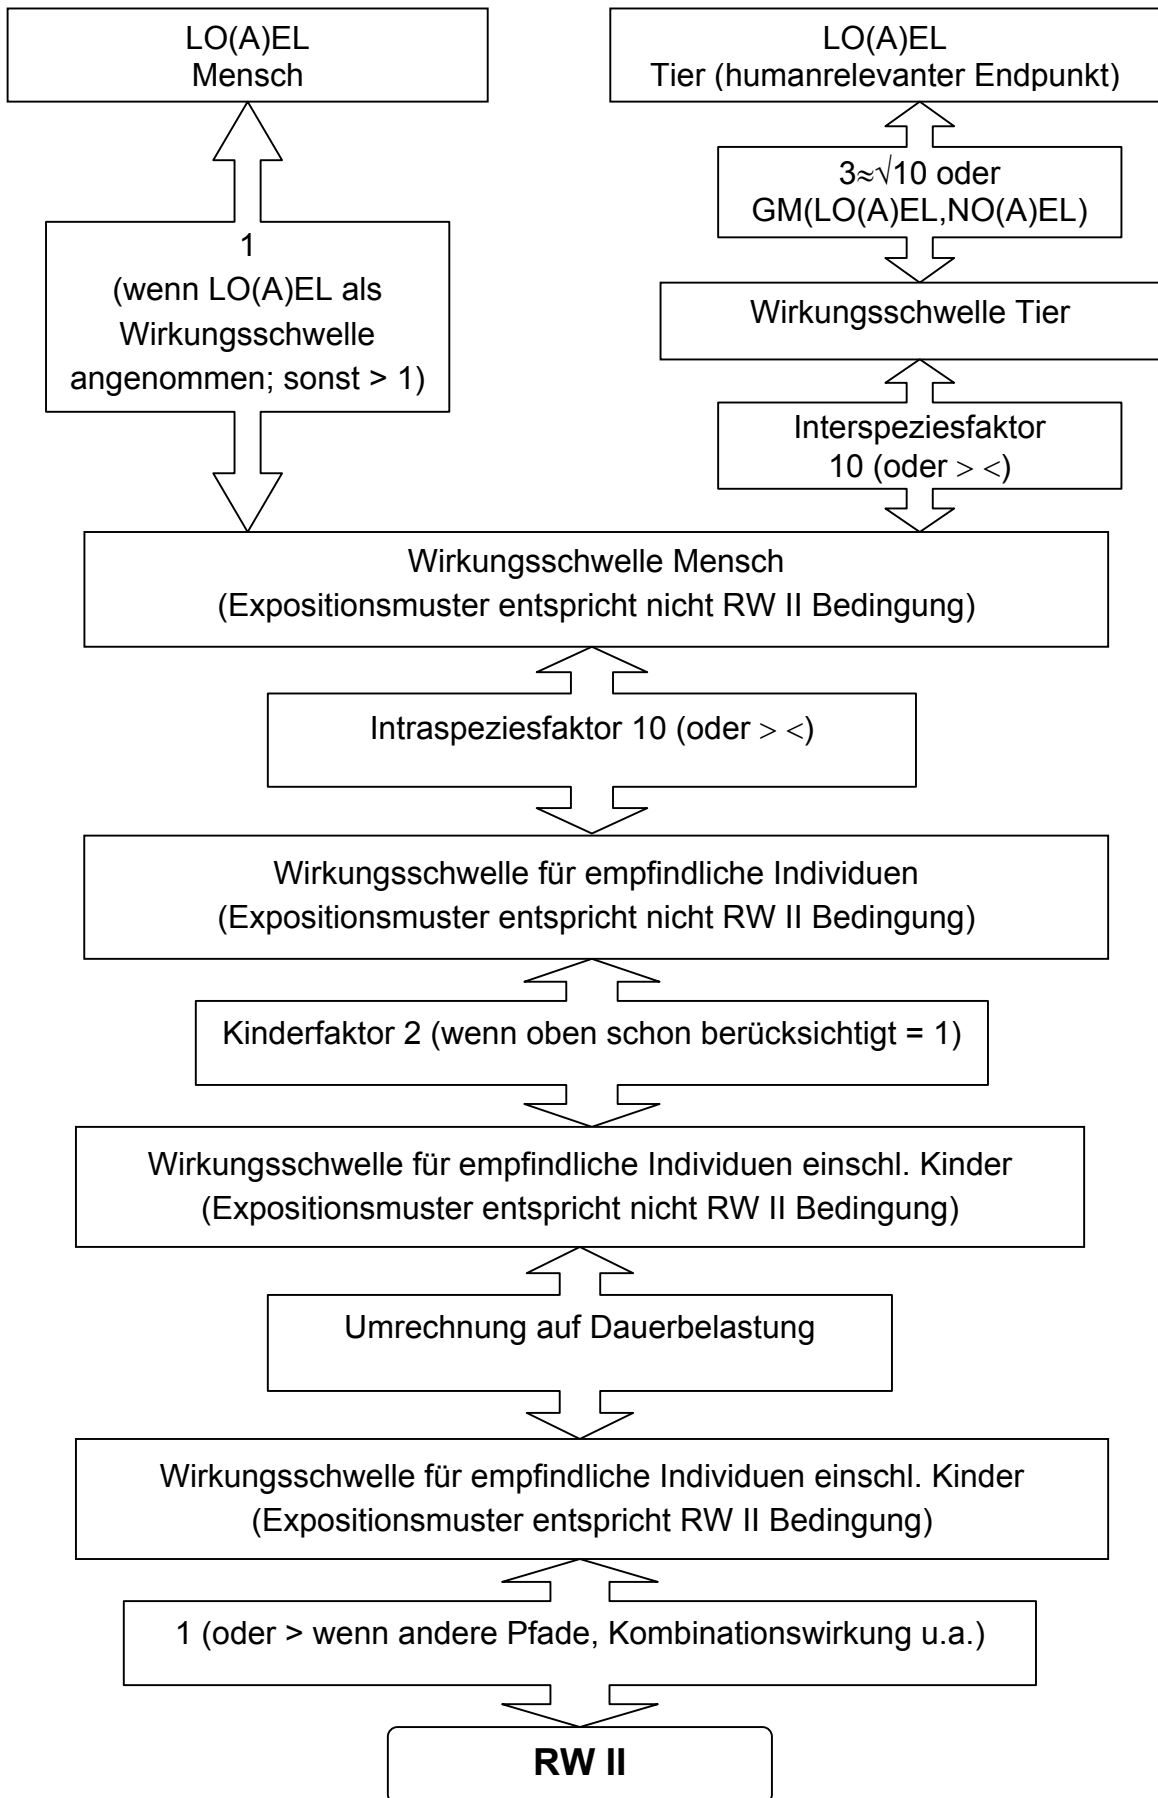 LO(A)EL
Mensch
LO(A)EL
Tier (humanrelevanter Endpunkt)
3≈√10 oder
GM(LO(A)EL,NO(A)EL)
1
(wenn LO(A)EL als
Wirkungsschwelle
angenommen; sonst > 1)
Wirkungsschwelle Tier
Interspeziesfaktor
10 (oder > <)
Wirkungsschwelle Mensch
(Expositionsmuster entspricht nicht RW II Bedingung)
Intraspeziesfaktor 10 (oder > <)
Wirkungsschwelle für empfindliche Individuen
(Expositionsmuster entspricht nicht RW II Bedingung)
Kinderfaktor 2 (wenn oben schon berücksichtigt = 1)
Wirkungsschwelle für empfindliche Individuen einschl. Kinder
(Expositionsmuster entspricht nicht RW II Bedingung)
Umrechnung auf Dauerbelastung
Wirkungsschwelle für empfindliche Individuen einschl. Kinder
(Expositionsmuster entspricht RW II Bedingung)
1 (oder > wenn andere Pfade, Kombinationswirkung u.a.)
RW II